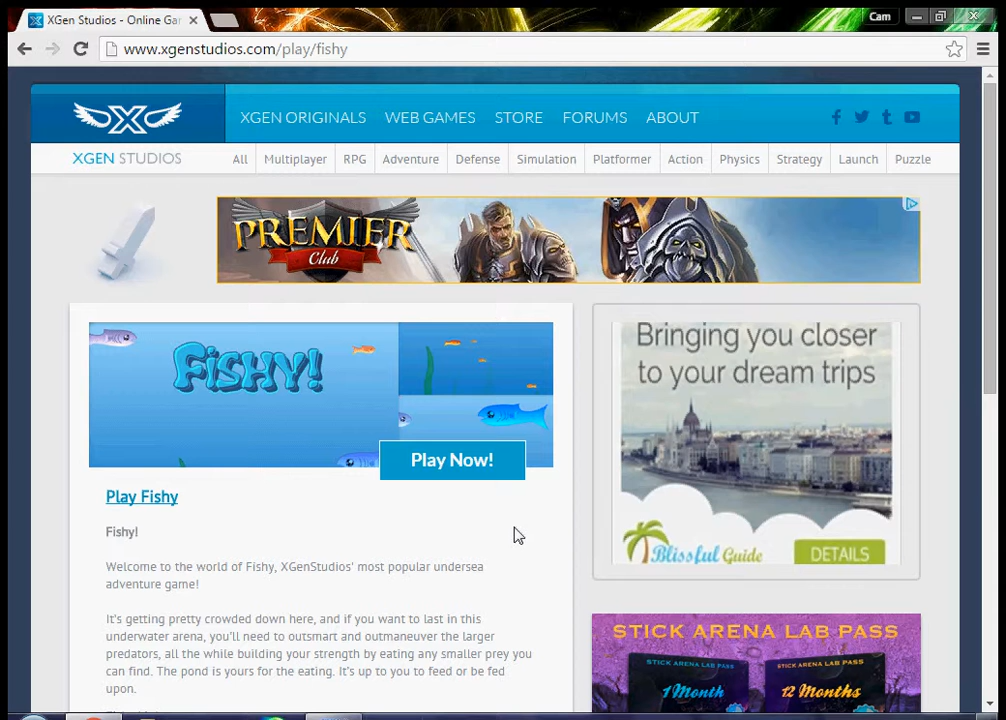 XGen Studios - Online Gar
Cam
www.xgenstudios.com/play/fishy
X
XGEN ORIGINALS WEB GAMES STORE FORUMS ABOUT
XGEN STUDIOS All Multiplayer RPG Adventure Defense Simulation Platformer Action Physics Strategy Launch Puzzle
PREMIER
Club
FiSHY!
Play Now!
Play Fishy
Fishy!
Welcome to the world of Fishy, XGenStudios' most popular undersea
adventure game!
It's getting pretty crowded down here, and if you want to last in this
underwater arena, you'll need to outsmart and outmaneuver the larger
predators, all the while building your strength by eating any smaller prey you
can find. The pond is yours for the eating. It's up to you to feed or be fed
upon.
Bringing you closer
to your dream trips
Blissful Guide
DETAILS
STICK ARENA LAB PASS
STICK ARENA LAB PASS STICK ARENA LAB PASS
1 Month 12 Months